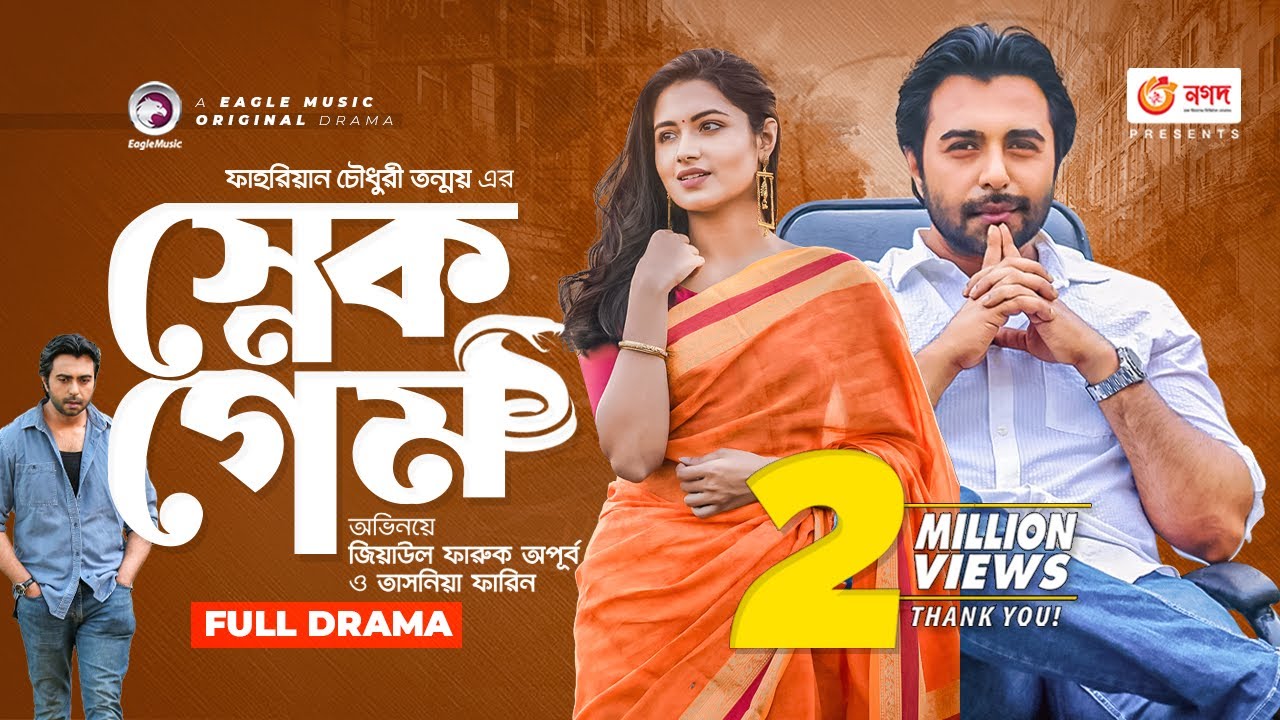 A EAGLE MUSIC
ORIGINAL DRAMA
EagleMusic
নগদ
PRESENTS
ফাহরিয়ান চৌধুরী তন্ময় এর
স্নেক
গেম
অভিনয়ে
জিয়াউল ফারুক অপূর্ব
ও তাসনিয়া ফারিন
FULL DRAMA
2 MILLION
VIEWS
THANK YOU!